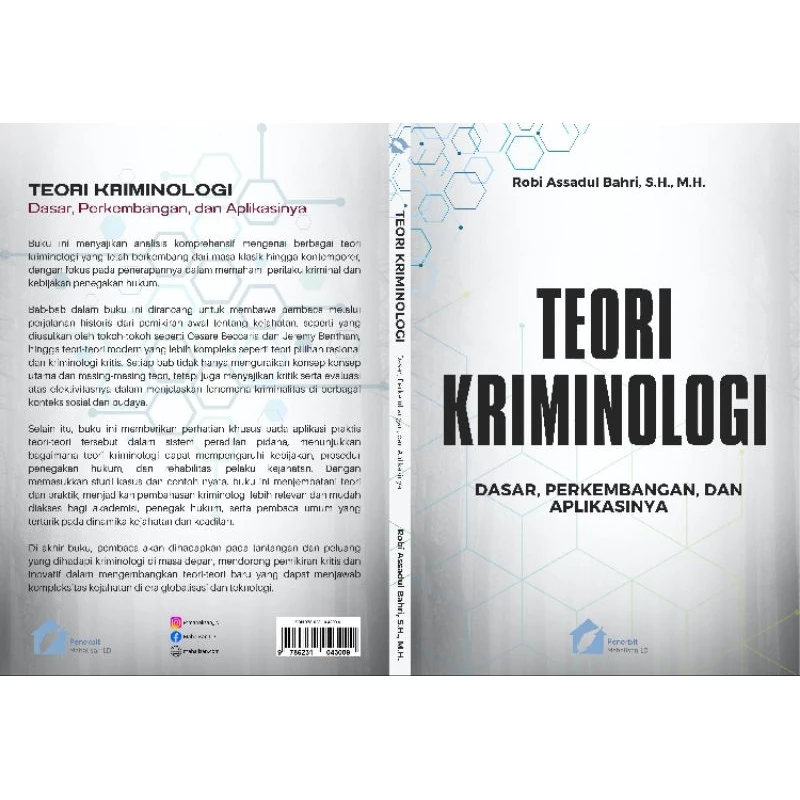 TEORI KRIMINOLOGI
Dasar, Perkembangan, dan Aplikasinya
Buku ini menyajikan analisis komprehensif mengenai berbagai teori
kriminologi yang telah berkembang dari masa klasik hingga kontemporer,
dengan fokus pada penerapannya dalam memahami perilaku kriminal dan
kebijakan penegakan hukum.
Bab-bab dalam buku ini dirancang untuk membawa pembaca melalui
perjalanan historis dari pemikiran awal tentang kejahatan, seperti yang
diusulkan oleh tokoh-tokoh seperti Cesare Beccaria dan Jeremy Bentham,
hingga teori-teori modern yang lebih kompleks seperti teori pilihan rasional
dan kriminologi kritis. Setiap bab tidak hanya menguraikan konsep-konsep
utama dari masing-masing teori, tetapi juga menyajikan kritik serta evaluasi
atas efektivitasnya dalam menjelaskan fenomena kriminalitas di berbagai
konteks sosial dan budaya.
Selain itu, buku ini memberikan perhatian khusus pada aplikasi praktis
teori-teori tersebut dalam sistem peradilan pidana, menunjukkan
bagaimana teori kriminologi dapat mempengaruhi kebijakan, prosedur
penegakan hukum, dan rehabilitasi pelaku kejahatan. Dengan
memasukkan studi kasus dan contoh nyata, buku ini menjembatani teori
dan praktik, menjadikan pembahasan kriminologi lebih relevan dan mudah
diakses bagi akademisi, penegak hukum, serta pembaca umum yang
tertarik pada dinamika kejahatan dan keadilan.
Di akhir buku, pembaca akan dihadapkan pada tantangan dan peluang
yang dihadapi kriminologi di masa depan, mendorong pemikiran kritis dan
inovatif dalam mengembangkan teori-teori baru yang dapat menjawab
kompleksitas kejahatan di era globalisasi dan teknologi.
Penerbit
Mahalisan ILD
9 786231 043009
TEORI KRIMINOLOGI
Dasar, Perkembangan, dan Aplikasinya
Robi Assadul Bahri, S.H., M.H.
Robi Assadul Bahri, S.H., M.H.
TEORI
KRIMINOLOGI
DASAR, PERKEMBANGAN, DAN
APLIKASINYA
Penerbit